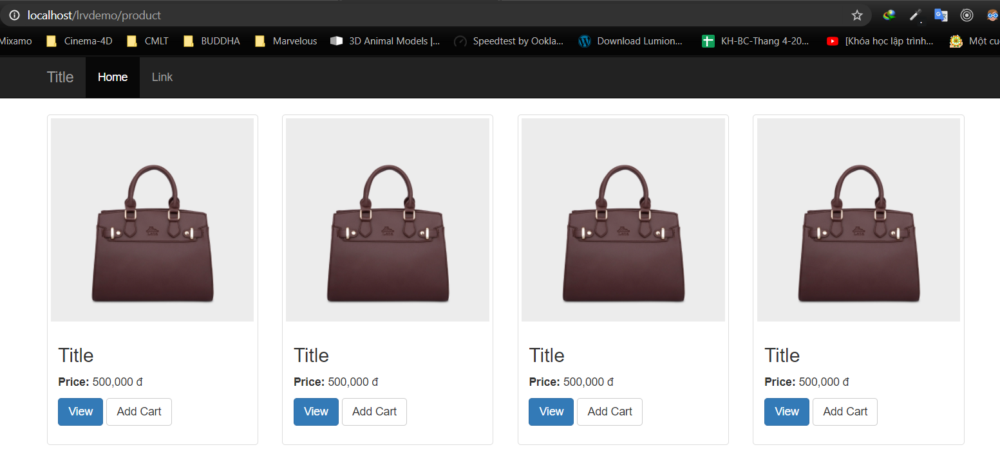 localhost/lrvdemo/product
Mixamo Cinema-4D CMLT BUDDHA Marvelous 3D Animal Models |... Speedtest by Ookla... Download Lumion... KH-BC-Thang 4-20... [Khóa học lập trình... Một cu
Title Home Link
Title Title Title Title
Price: 500,000 đ Price: 500,000 đ Price: 500,000 đ Price: 500,000 đ
View Add Cart View Add Cart View Add Cart View Add Cart